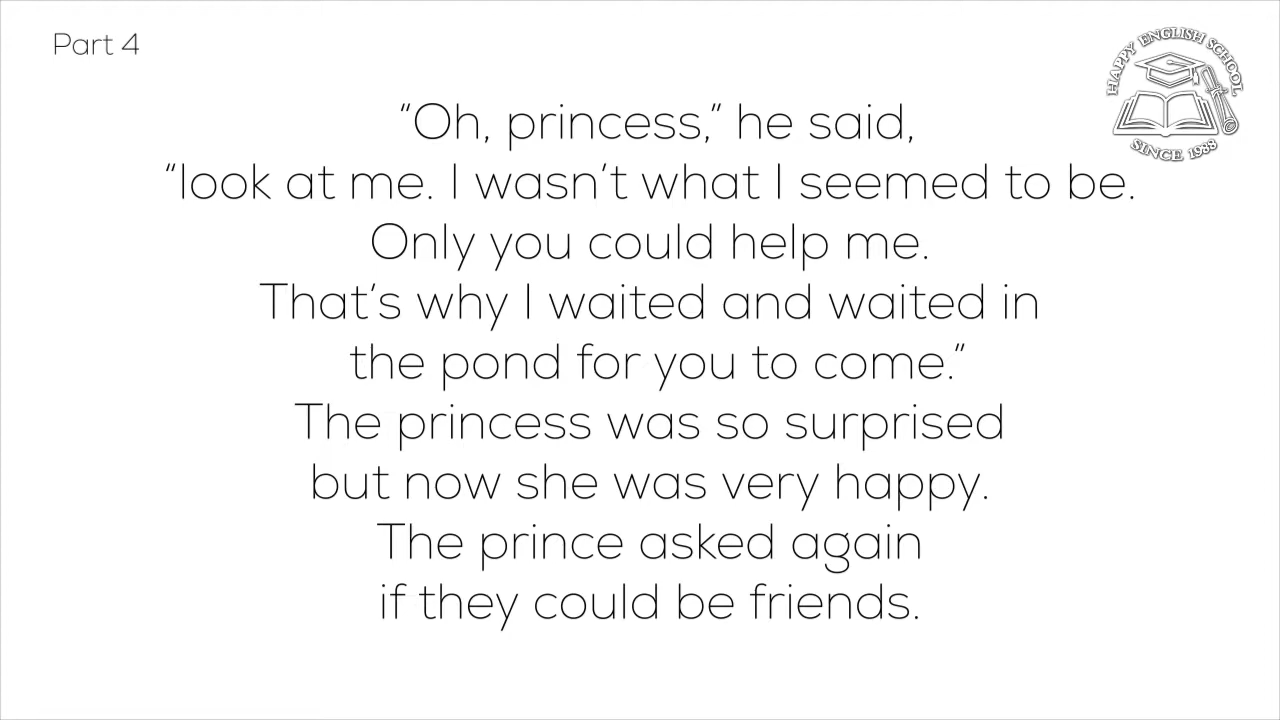 Part 4
HAPPY ENGLISH SCHOOL
SINCE 1988
“Oh, princess,” he said,
“look at me. I wasn’t what I seemed to be.
Only you could help me.
That’s why I waited and waited in
the pond for you to come.”
The princess was so surprised
but now she was very happy.
The prince asked again
if they could be friends.